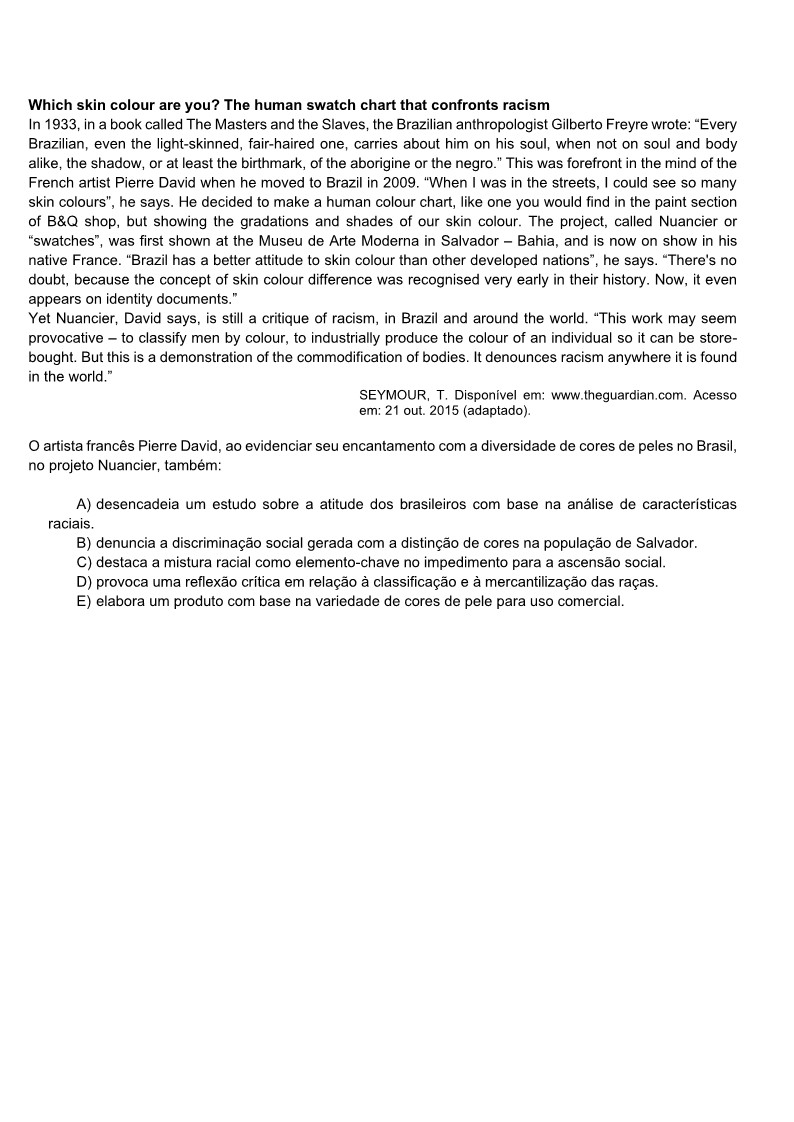 Which skin colour are you? The human swatch chart that confronts racism
In 1933, in a book called The Masters and the Slaves, the Brazilian anthropologist Gilberto Freyre wrote: “Every
Brazilian, even the light-skinned, fair-haired one, carries about him on his soul, when not on soul and body
alike, the shadow, or at least the birthmark, of the aborigine or the negro.” This was forefront in the mind of the
French artist Pierre David when he moved to Brazil in 2009. “When I was in the streets, I could see so many
skin colours”, he says. He decided to make a human colour chart, like one you would find in the paint section
of B&Q shop, but showing the gradations and shades of our skin colour. The project, called Nuancier or
“swatches”, was first shown at the Museu de Arte Moderna in Salvador – Bahia, and is now on show in his
native France. “Brazil has a better attitude to skin colour than other developed nations”, he says. “There's no
doubt, because the concept of skin colour difference was recognised very early in their history. Now, it even
appears on identity documents.”
Yet Nuancier, David says, is still a critique of racism, in Brazil and around the world. “This work may seem
provocative – to classify men by colour, to industrially produce the colour of an individual so it can be store-
bought. But this is a demonstration of the commodification of bodies. It denounces racism anywhere it is found
in the world.”
SEYMOUR, T. Disponível em: www.theguardian.com. Acesso
em: 21 out. 2015 (adaptado).
O artista francês Pierre David, ao evidenciar seu encantamento com a diversidade de cores de peles no Brasil,
no projeto Nuancier, também:
A) desencadeia um estudo sobre a atitude dos brasileiros com base na análise de características
raciais.
B) denuncia a discriminação social gerada com a distinção de cores na população de Salvador.
C) destaca a mistura racial como elemento-chave no impedimento para a ascensão social.
D) provoca uma reflexão crítica em relação à classificação e à mercantilização das raças.
E) elabora um produto com base na variedade de cores de pele para uso comercial.